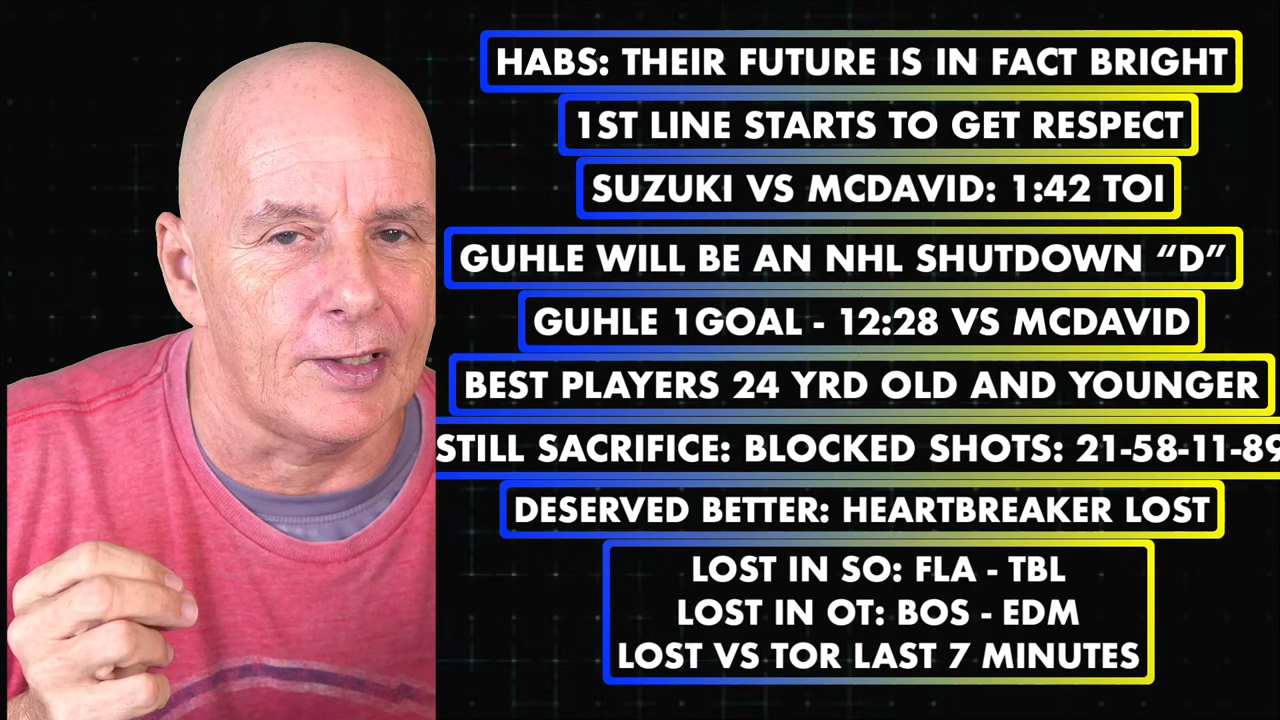 HABS: THEIR FUTURE IS IN FACT BRIGHT
1ST LINE STARTS TO GET RESPECT
SUZUKI VS MCDAVID: 1:42 TOI
GUHLE WILL BE AN NHL SHUTDOWN “D”
GUHLE 1GOAL - 12:28 VS MCDAVID
BEST PLAYERS 24 YRD OLD AND YOUNGER
STILL SACRIFICE: BLOCKED SHOTS: 21-58-11-89
DESERVED BETTER: HEARTBREAKER LOST
LOST IN SO: FLA - TBL
LOST IN OT: BOS - EDM
LOST VS TOR LAST 7 MINUTES